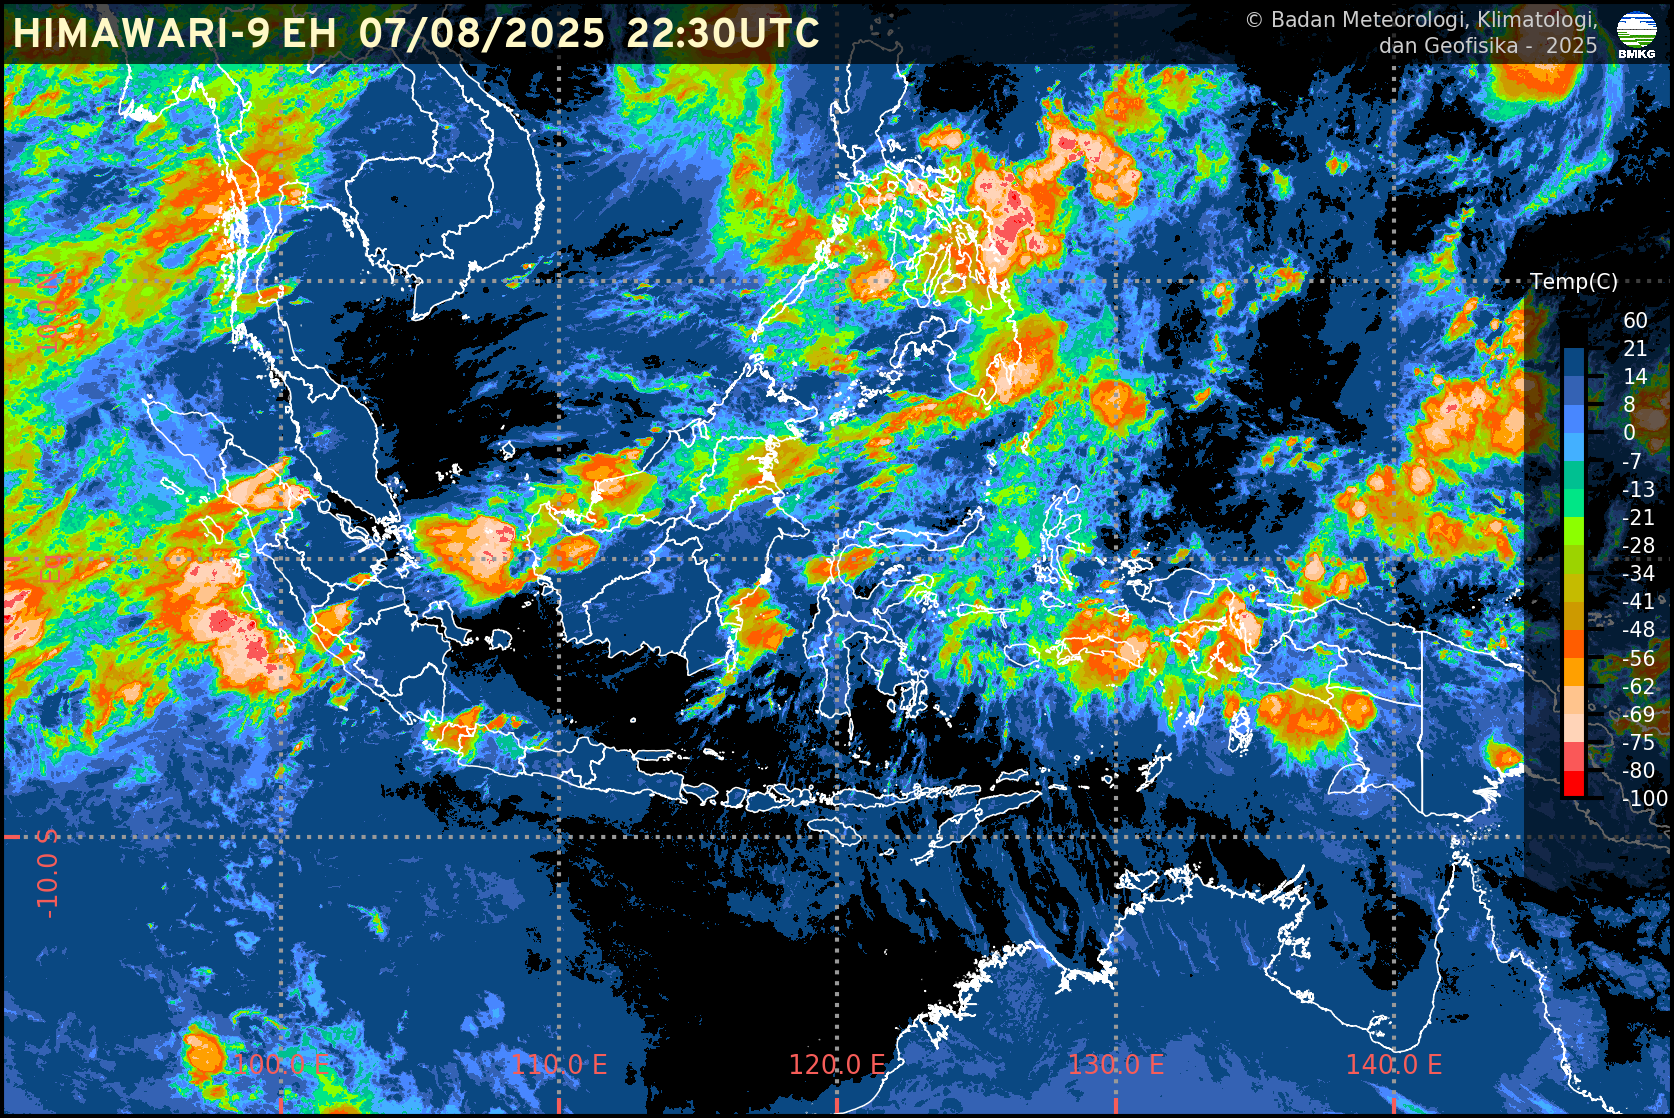 HIMAWARI-9 EH 07/08/2025 22:30UTC
© Badan Meteorologi, Klimatologi,
dan Geofisika - 2025
BMKG
Temp(C)
60
21
14
8
0
-7
-13
-21
-28
-34
-41
-48
-56
-62
-69
-75
-80
-100
10.0 N
Eq
-10.0 S
100.0 E
110.0 E
120.0 E
130.0 E
140.0 E